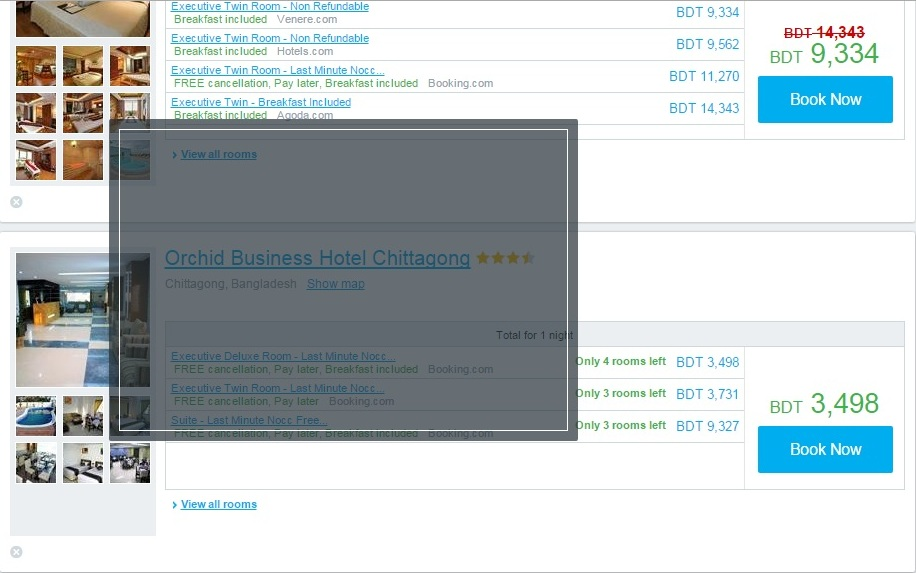 Executive Twin Room - Non Refundable
Breakfast included Venere.com
BDT 9,334
Executive Twin Room - Non Refundable
Breakfast included Hotels.com
BDT 9,562
Executive Twin Room - Last Minute Nocc...
FREE cancellation, Pay later, Breakfast included Booking.com
BDT 11,270
Executive Twin - Breakfast Included
Breakfast included Agoda.com
BDT 14,343
BDT 14,343
BDT 9,334
Book Now
View all rooms
Orchid Business Hotel Chittagong
Chittagong, Bangladesh Show map
Total for 1 night
Executive Deluxe Room - Last Minute Nocc...
FREE cancellation, Pay later, Breakfast included Booking.com
Only 4 rooms left BDT 3,498
Executive Twin Room - Last Minute Nocc...
FREE cancellation, Pay later Booking.com
Only 3 rooms left BDT 3,731
Suite - Last Minute Nocc Free...
FREE cancellation, Pay later, Breakfast included Booking.com
Only 3 rooms left BDT 9,327
BDT 3,498
Book Now
View all rooms